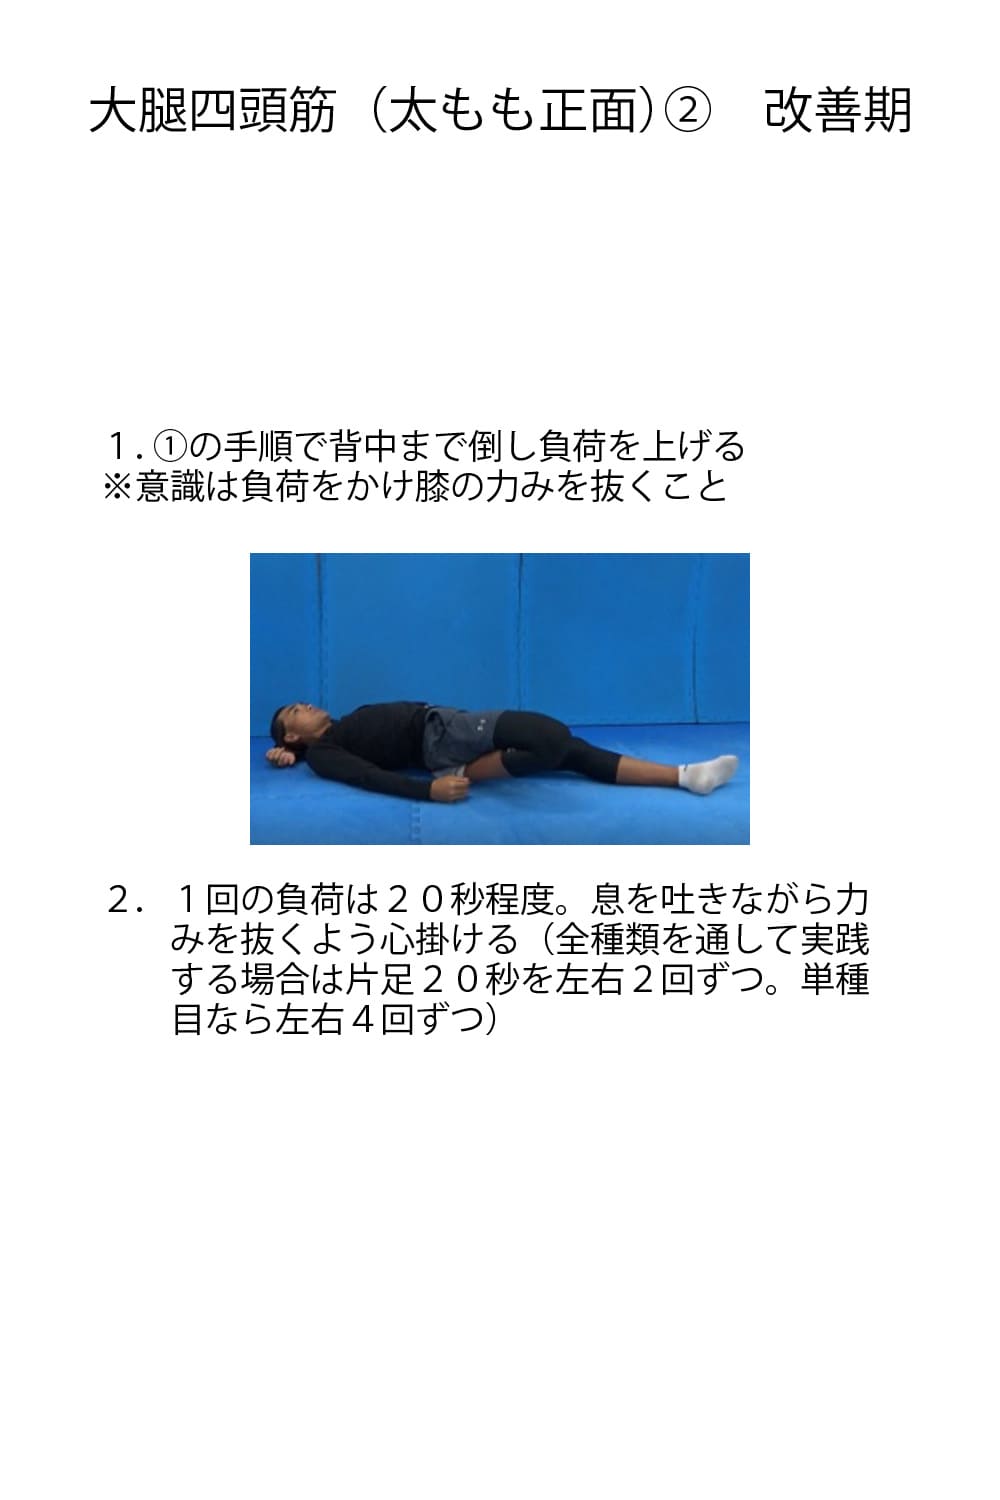 大腿四頭筋（太もも正面）②　改善期
１. ①の手順で背中まで倒し負荷を上げる
※意識は負荷をかけ膝の力みを抜くこと
２.　１回の負荷は２０秒程度。息を吐きながら力
みを抜くよう心掛ける（全種類を通して実践
する場合は片足２０秒を左右２回ずつ。単種
目なら左右４回ずつ）